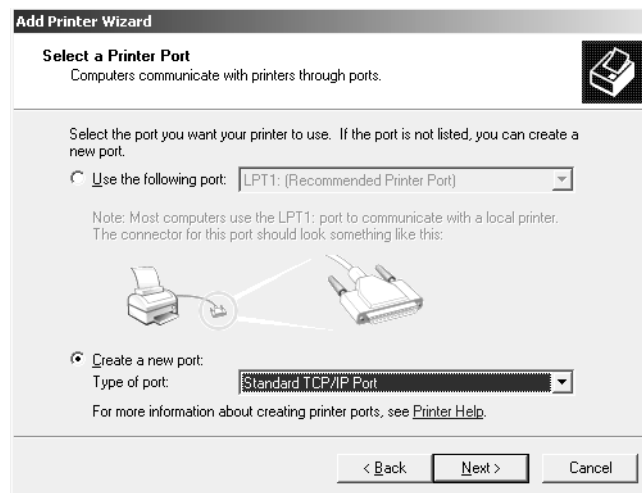 Add Printer Wizard
Select a Printer Port
Computers communicate with printers through ports.
Select the port you want your printer to use. If the port is not listed, you can create a
new port.
Use the following port: LPT1: (Recommended Printer Port)
Note: Most computers use the LPT1: port to communicate with a local printer.
The connector for this port should look something like this:
Create a new port:
Type of port: Standard TCP/IP Port
For more information about creating printer ports, see Printer Help.
< Back Next > Cancel